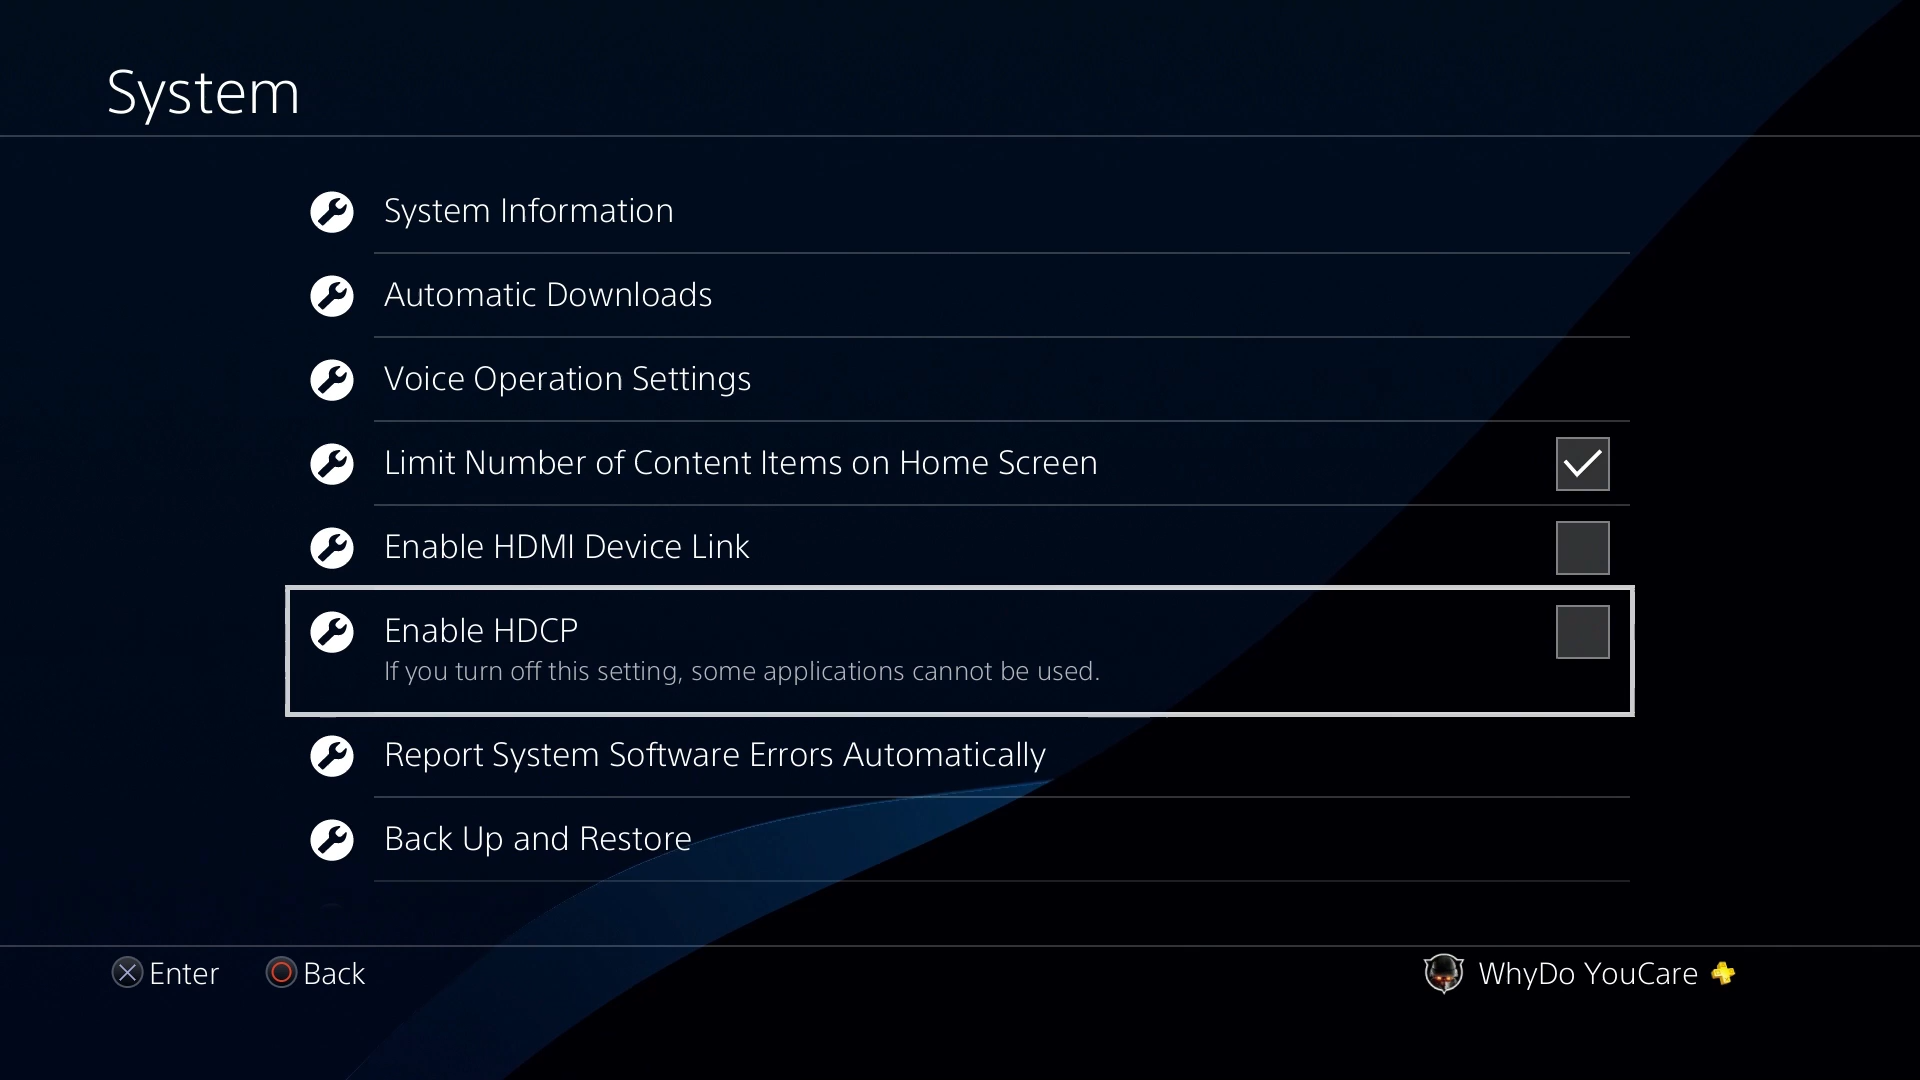 System
System Information
Automatic Downloads
Voice Operation Settings
Limit Number of Content Items on Home Screen
Enable HDMI Device Link
Enable HDCP
If you turn off this setting, some applications cannot be used.
Report System Software Errors Automatically
Back Up and Restore
Enter Back WhyDo YouCare